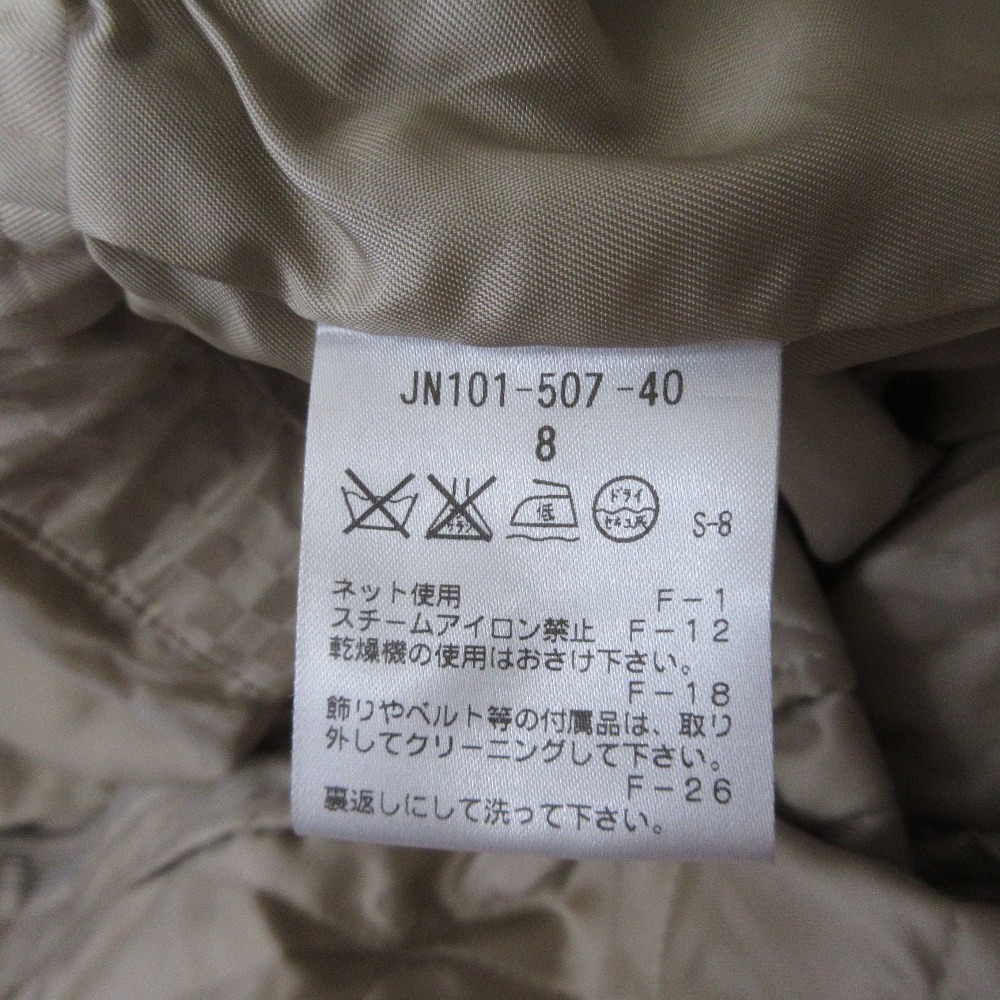 JN101-507-40
8
低 ドライ セキユ系 S-8
ネット使用 F-1
スチームアイロン禁止 F-12
乾燥機の使用はおさけ下さい。
F-18
飾りやベルト等の付属品は、取り
外してクリーニングして下さい。
F-26
裏返しにして洗って下さい。